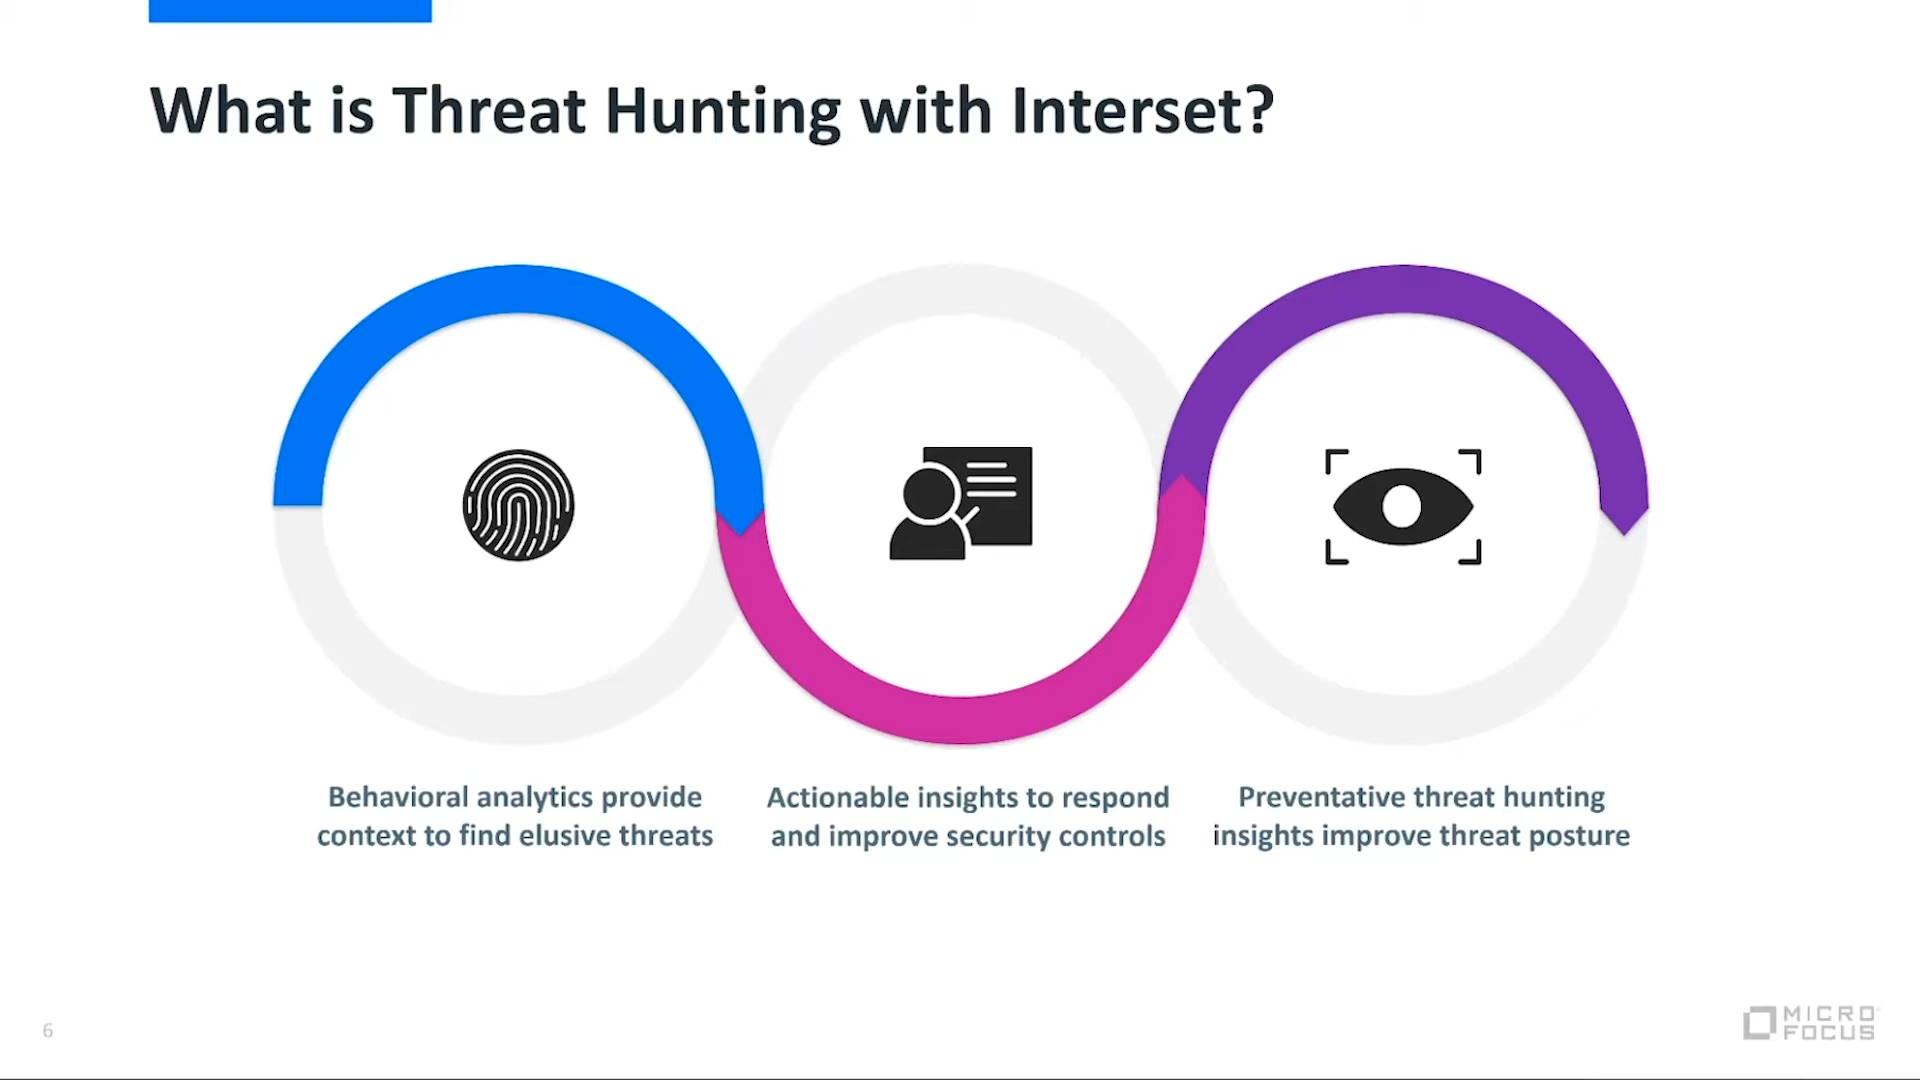 What is Threat Hunting with Interset?
Behavioral analytics provide
context to find elusive threats
Actionable insights to respond
and improve security controls
Preventative threat hunting
insights improve threat posture
6
MICRO
FOCUS